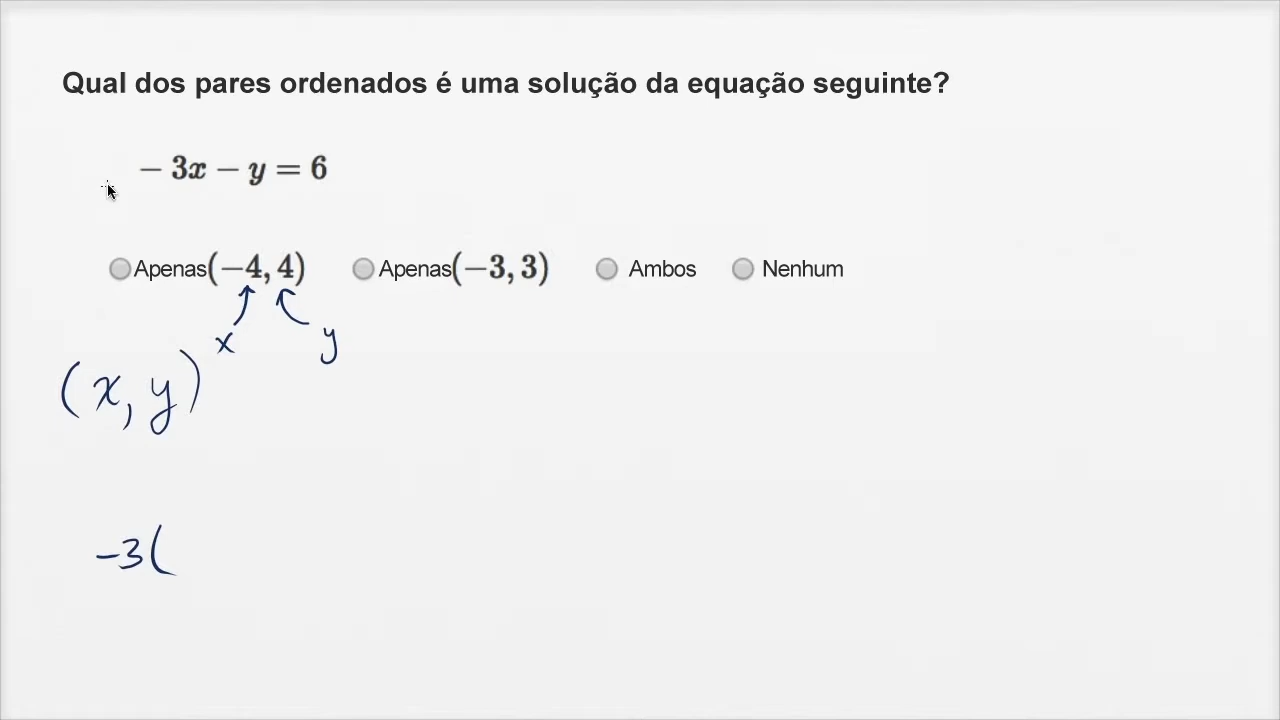 Qual dos pares ordenados é uma solução da equação seguinte?
− 3x − y = 6
Apenas(−4, 4) Apenas(−3, 3) Ambos Nenhum
x y
(x, y)
−3(